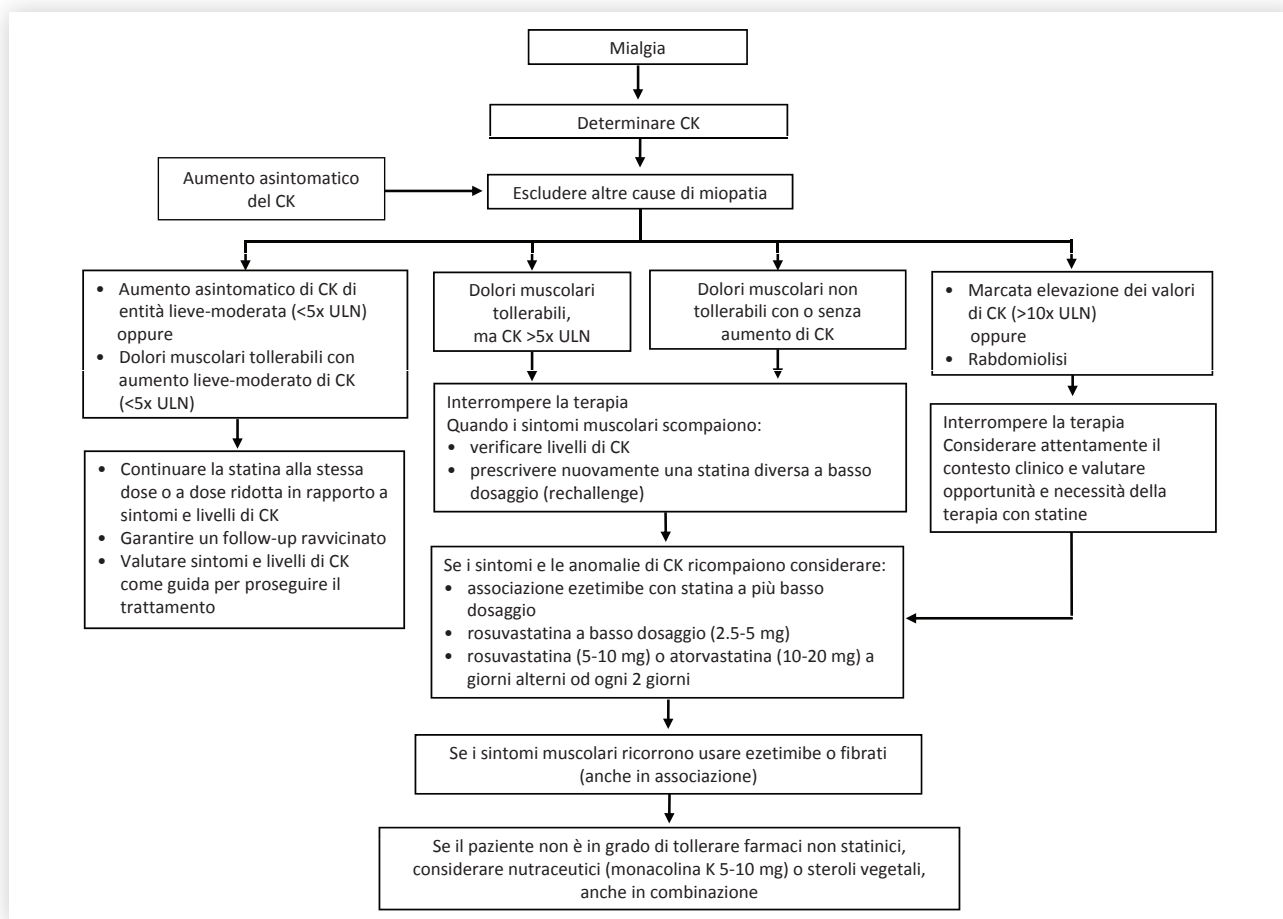 Mialgia
Determinare CK
Aumento asintomatico
del CK
Escludere altre cause di miopatia
• Aumento asintomatico di CK di
entità lieve-moderata (<5x ULN)
oppure
• Dolori muscolari tollerabili con
aumento lieve-moderato di CK
(<5x ULN)
Dolori muscolari
tollerabili,
ma CK >5x ULN
Dolori muscolari non
tollerabili con o senza
aumento di CK
• Marcata elevazione dei valori
di CK (>10x ULN)
oppure
• Rabdomiolisi
• Continuare la statina alla stessa
dose o a dose ridotta in rapporto a
sintomi e livelli di CK
• Garantire un follow-up ravvicinato
• Valutare sintomi e livelli di CK
come guida per proseguire il
trattamento
Interrompere la terapia
Quando i sintomi muscolari scompaiono:
• verificare livelli di CK
• prescrivere nuovamente una statina diversa a basso
dosaggio (rechallenge)
Interrompere la terapia
Considerare attentamente il
contesto clinico e valutare
opportunità e necessità della
terapia con statine
Se i sintomi e le anomalie di CK ricompaiono considerare:
• associazione ezetimibe con statina a più basso
dosaggio
• rosuvastatina a basso dosaggio (2.5-5 mg)
• rosuvastatina (5-10 mg) o atorvastatina (10-20 mg) a
giorni alterni od ogni 2 giorni
Se i sintomi muscolari ricorrono usare ezetimibe o fibrati
(anche in associazione)
Se il paziente non è in grado di tollerare farmaci non statinici,
considerare nutraceutici (monacolina K 5-10 mg) o steroli vegetali,
anche in combinazione